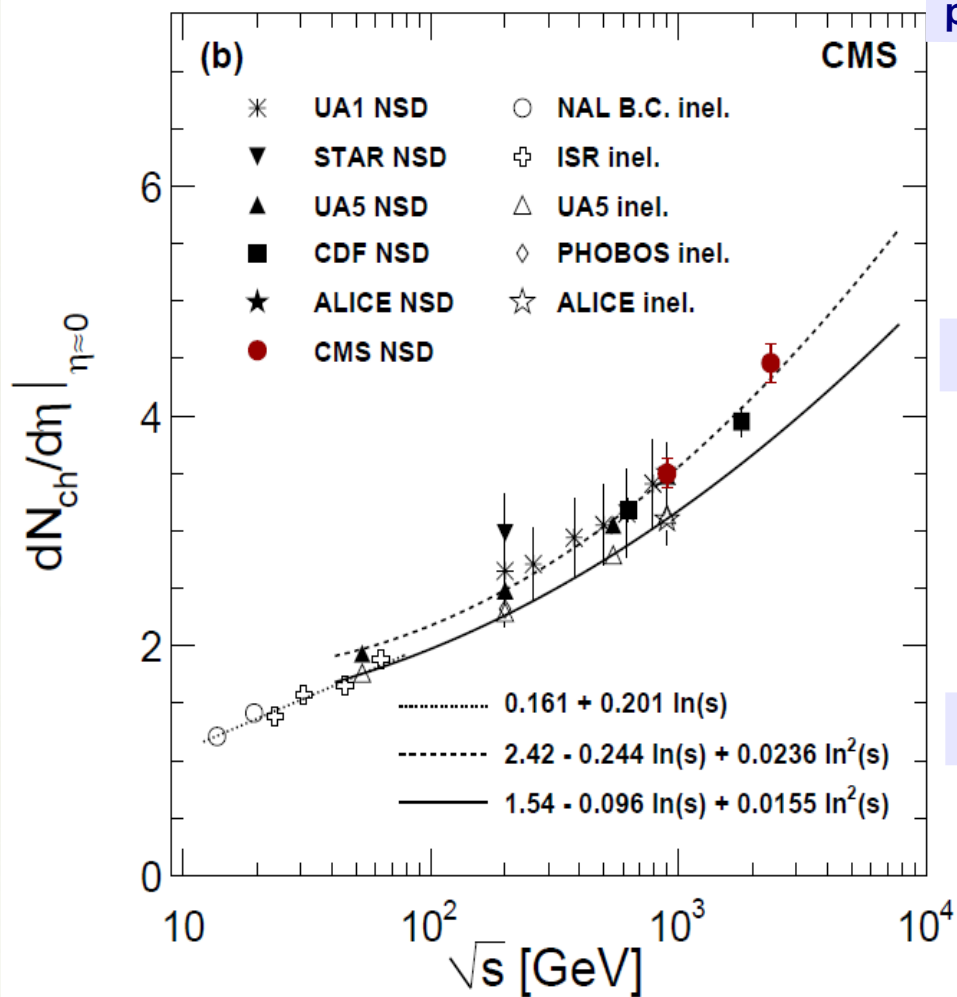 p
(b)
CMS
UA1 NSD
NAL B.C. inel.
STAR NSD
ISR inel.
UA5 NSD
UA5 inel.
CDF NSD
PHOBOS inel.
ALICE NSD
ALICE inel.
CMS NSD
6
4
2
0
dN_ch/dη|_η≈0
0.161 + 0.201 ln(s)
2.42 - 0.244 ln(s) + 0.0236 ln²(s)
1.54 - 0.096 ln(s) + 0.0155 ln²(s)
10
10²
10³
10⁴
√s [GeV]